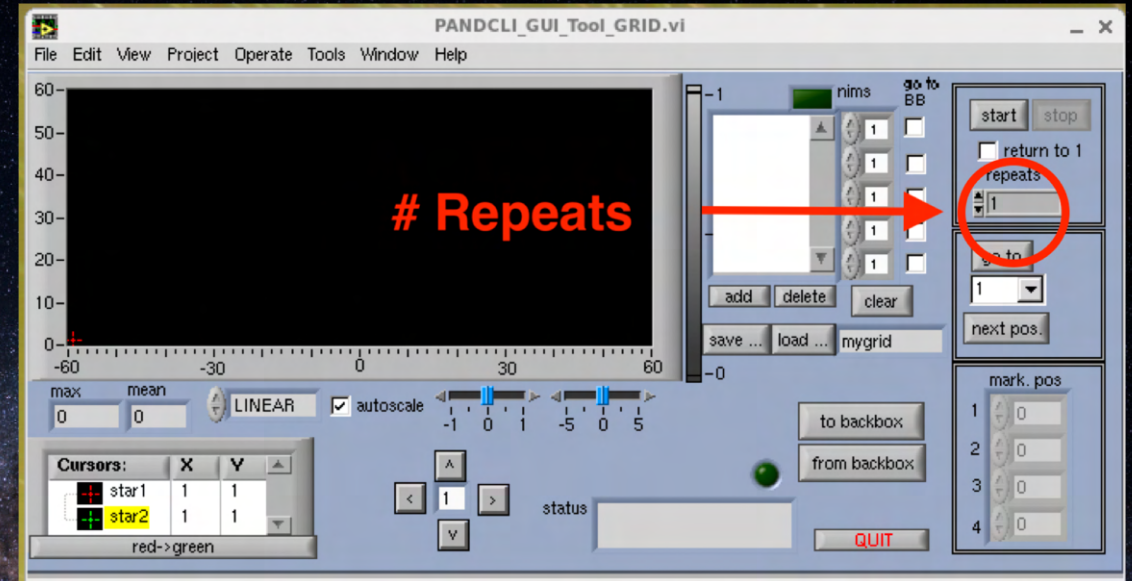 PANDCLI_GUI_Tool_GRID.vi
File Edit View Project Operate Tools Window Help
60
50
40
30
20
10
0
-60 -30 0 30 60
# Repeats
1
0
nims go to BB
1
1
1
1
1
add delete clear
save ... load ... mygrid
start stop
return to 1
repeats
1
go to
1
next pos.
max mean
0 0
LINEAR
autoscale
-1 0 1
-5 0 5
Cursors: X Y
star1 1 1
star2 1 1
red->green
^
< 1 >
v
status
to backbox
from backbox
QUIT
mark. pos
1 0
2 0
3 0
4 0